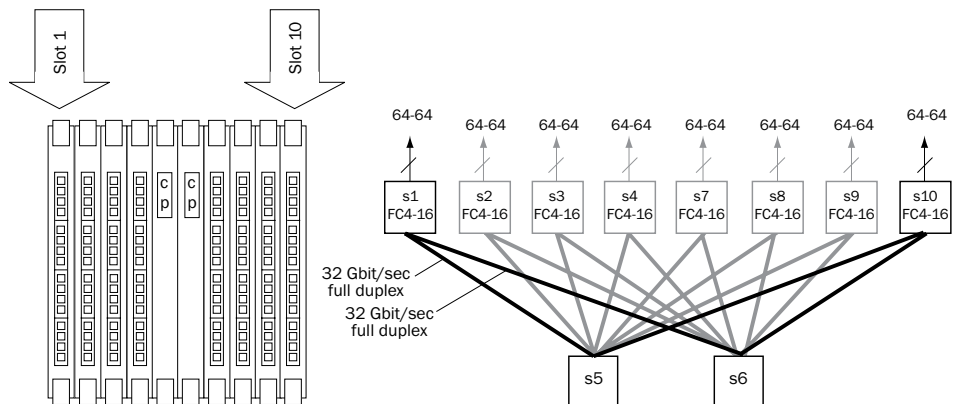 Slot 1
Slot 10
c
p
c
p
64-64
64-64
64-64
64-64
64-64
64-64
64-64
64-64
s1
FC4-16
s2
FC4-16
s3
FC4-16
s4
FC4-16
s7
FC4-16
s8
FC4-16
s9
FC4-16
s10
FC4-16
32 Gbit/sec
full duplex
32 Gbit/sec
full duplex
s5
s6